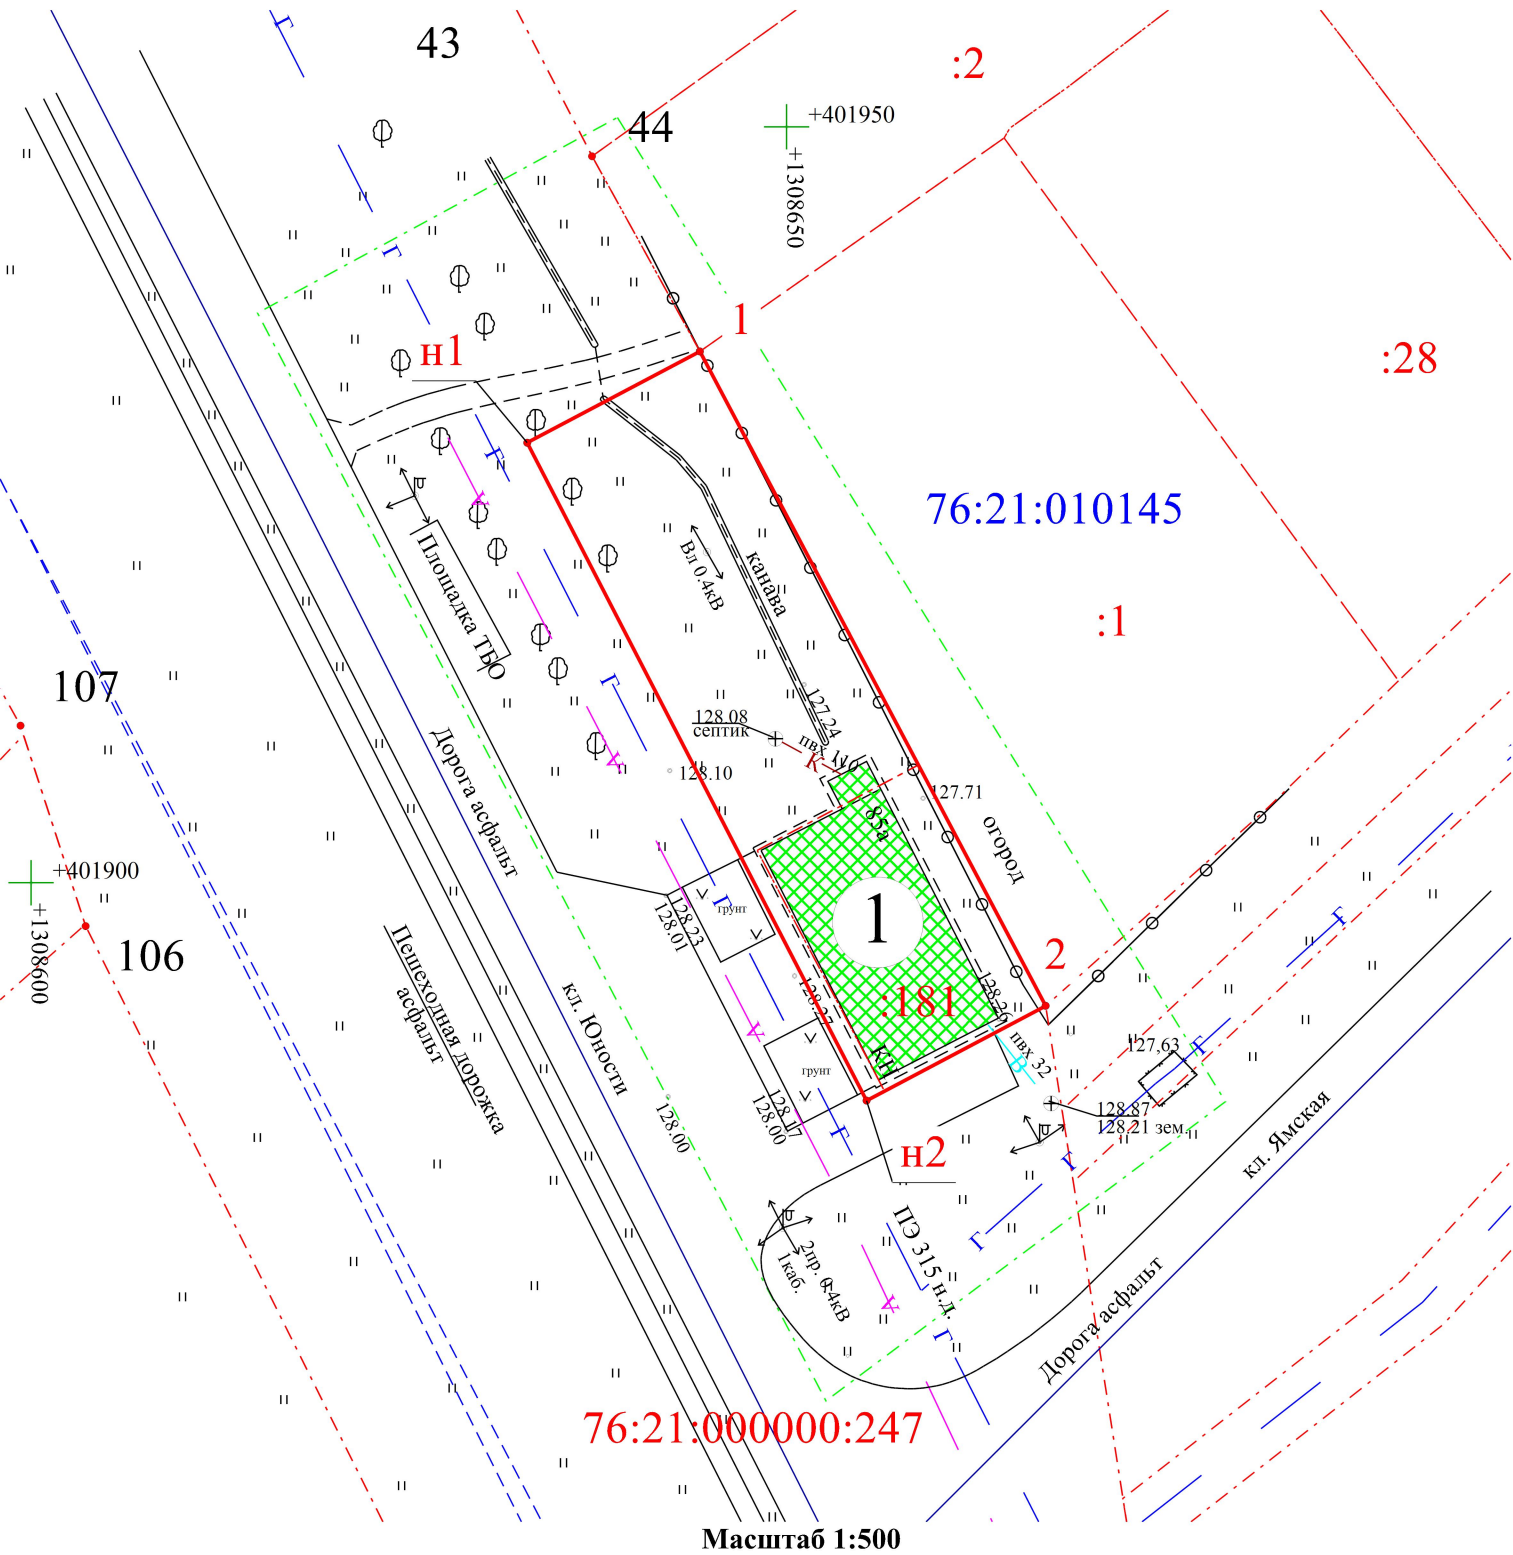 43
44
:2
+401950
+1308650
1
н1
:28
76:21:010145
:1
Площадка ТБО
Вл 0.4кВ
канава
127.24
128.08
септик
пвх 110
К
128.10
127.71
85а
огород
107
106
+401900
+1308600
Дорога асфальт
128.23
128.01
грунт
1
2
:181
128.26
128.27
КН
пвх 32
В
127,63
Пешеходная дорожка
асфальт
кл. Юности
грунт
128.17
128.00
128.00
128.87
128.21 зем.
н2
кл. Ямская
ПЭ 315 н.д.
2пр. 0.4кВ
1каб.
Дорога асфальт
Г
Г
Г
Г
Г
Г
Г
Г
Г
Г
Г
76:21:000000:247
Масштаб 1:500